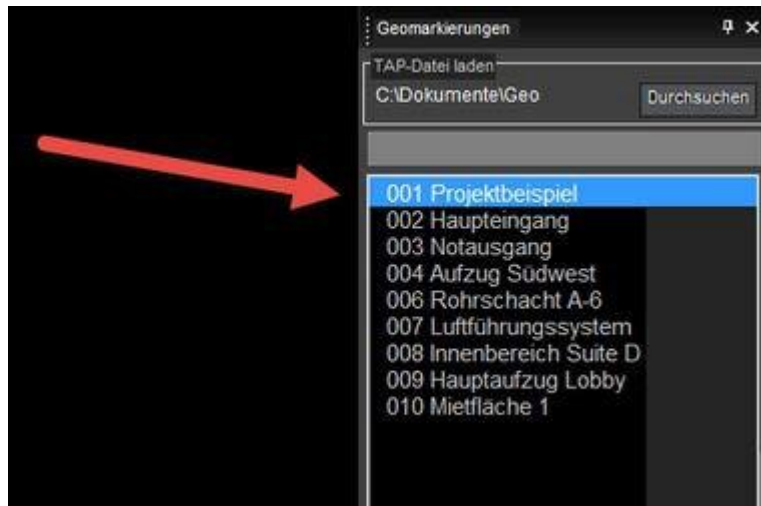 Geomarkierungen
TAP-Datei laden
C:\Dokumente\Geo
Durchsuchen
001 Projektbeispiel
002 Haupteingang
003 Notausgang
004 Aufzug Südwest
006 Rohrschacht A-6
007 Luftführungssystem
008 Innenbereich Suite D
009 Hauptaufzug Lobby
010 Mietfläche 1